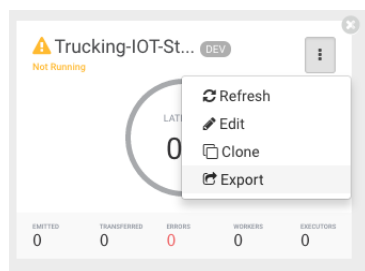 Trucking-IOT-St... DEV
Not Running
Refresh
Edit
Clone
Export
LAT
0
EMITTED TRANSFERRED ERRORS WORKERS EXECUTORS
0 0 0 0 0